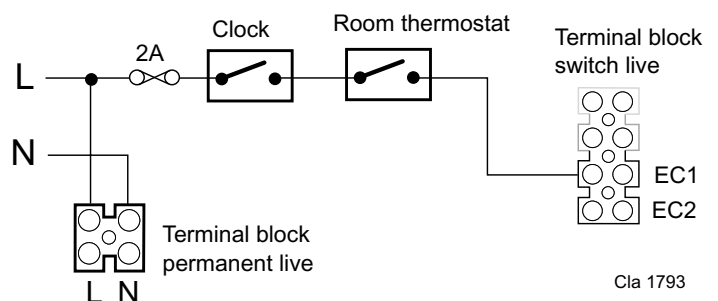 Clock
Room thermostat
2A
Terminal block
switch live
L
N
EC1
EC2
Terminal block
permanent live
L N
Cla 1793